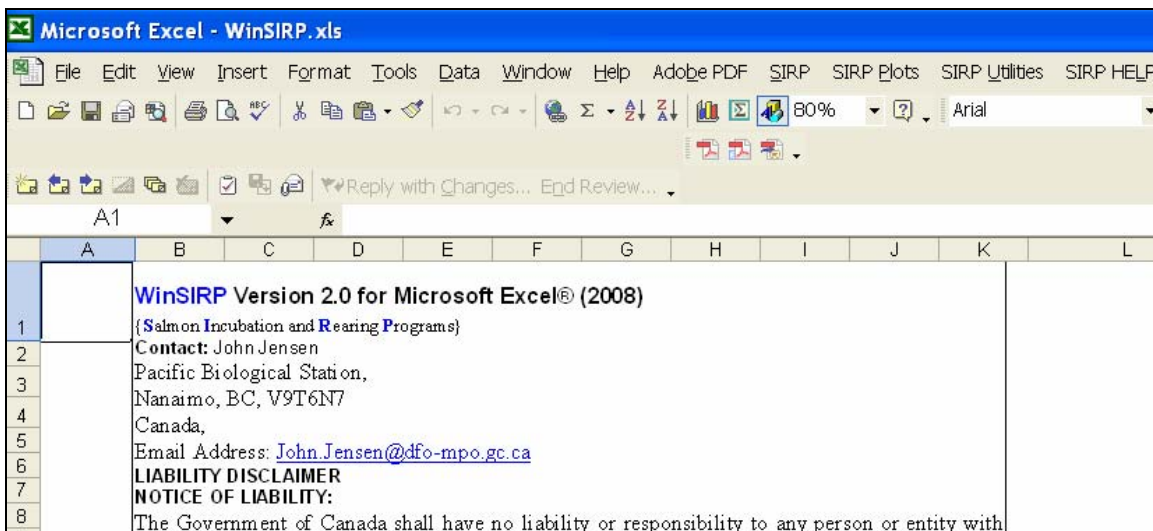 Microsoft Excel - WinSIRP.xls
File Edit View Insert Format Tools Data Window Help Adobe PDF SIRP SIRP Plots SIRP Utilities SIRP HELP
80% Arial
Reply with Changes... End Review...
A1 fx
A B C D E F G H I J K L
WinSIRP Version 2.0 for Microsoft Excel® (2008)
1 {Salmon Incubation and Rearing Programs}
2 Contact: John Jensen
3 Pacific Biological Station,
4 Nanaimo, BC, V9T6N7
5 Canada,
6 Email Address: John.Jensen@dfo-mpo.gc.ca
7 LIABILITY DISCLAIMER
NOTICE OF LIABILITY:
8 The Government of Canada shall have no liability or responsibility to any person or entity with